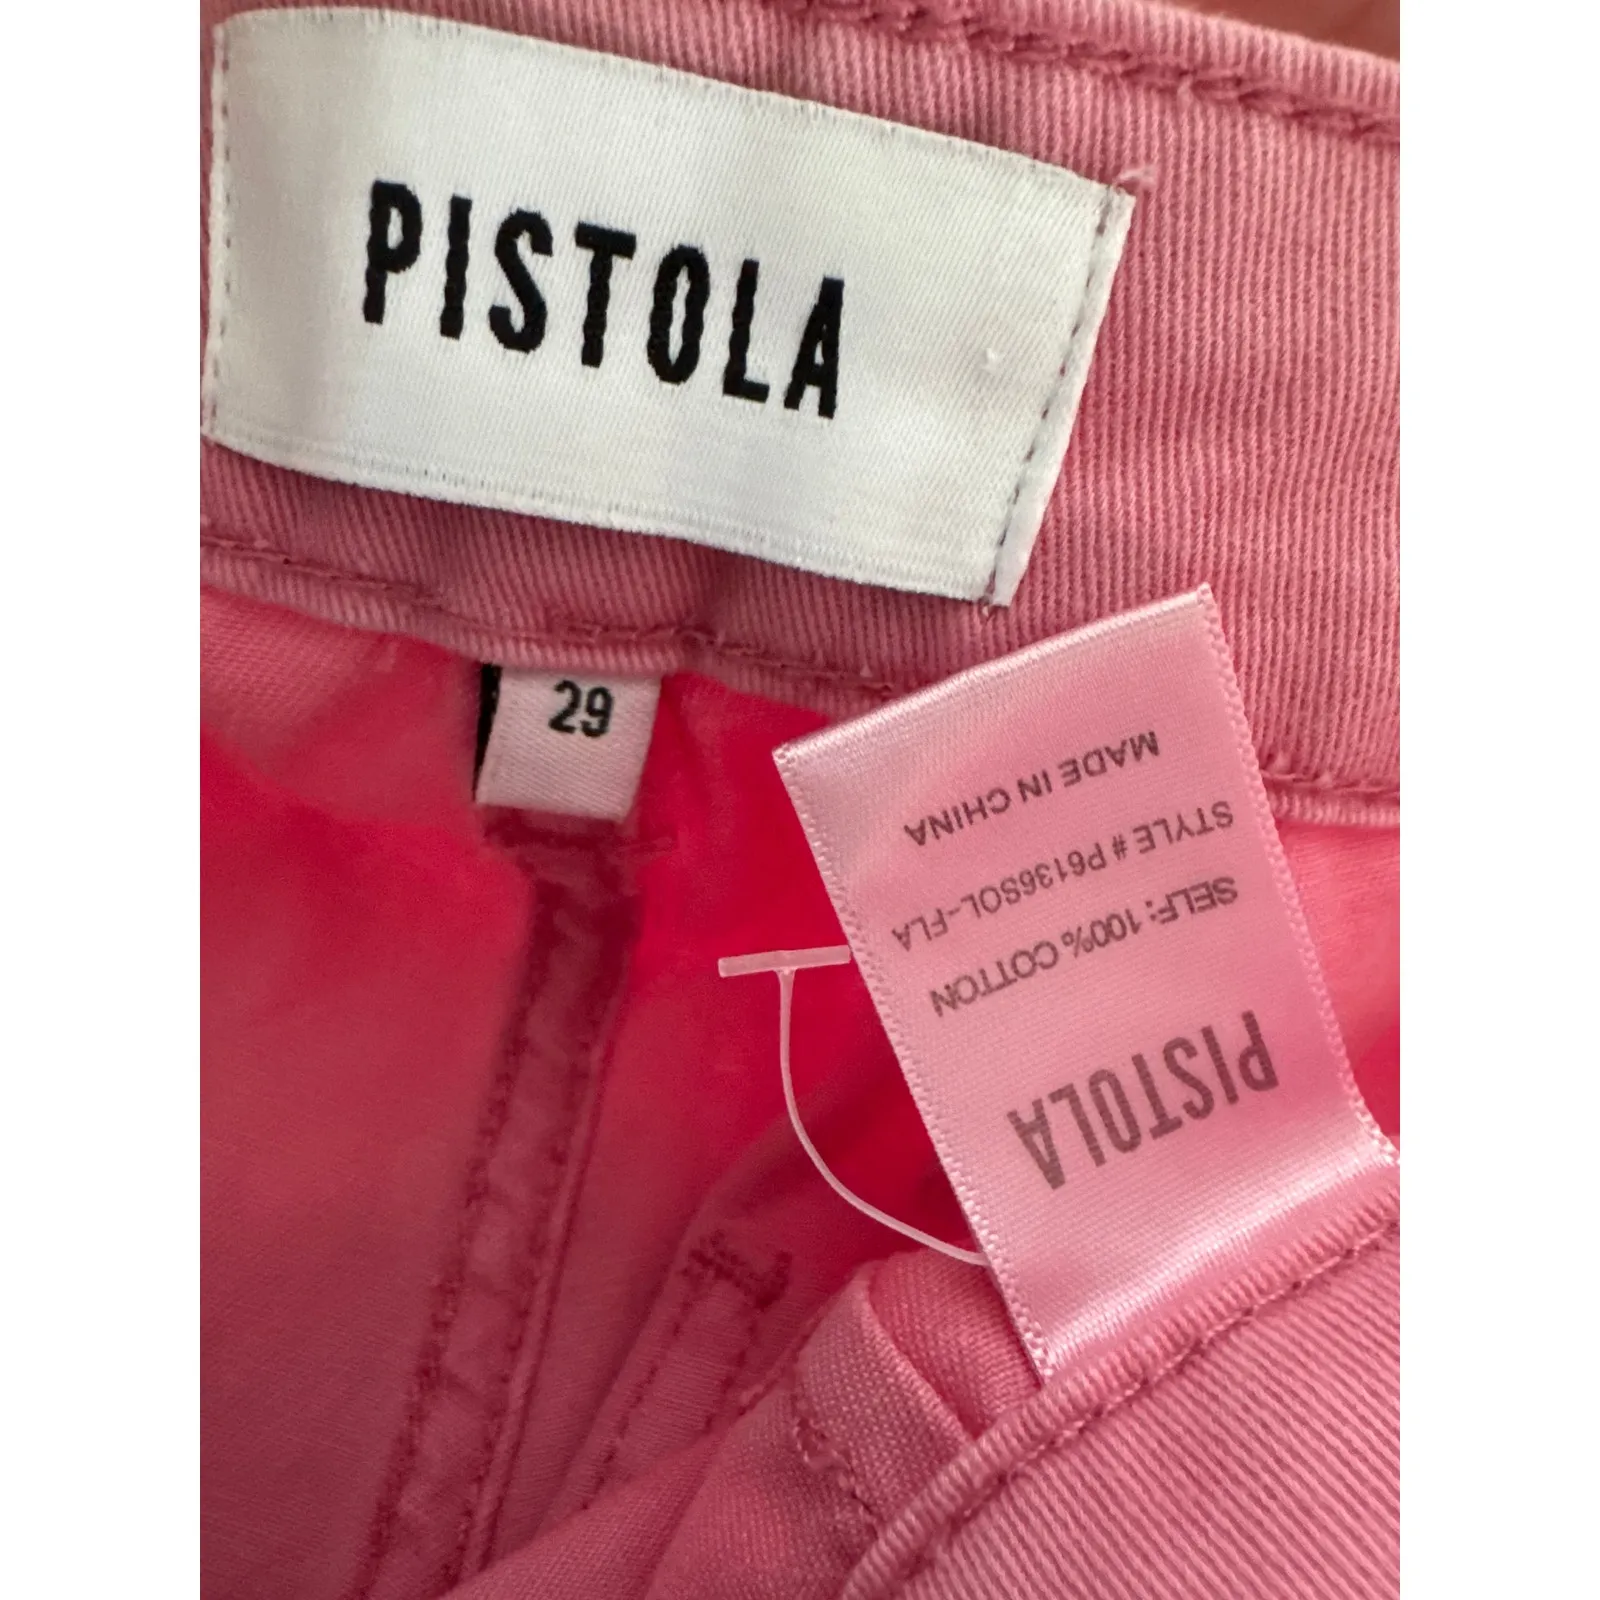 PISTOLA
29
PISTOLA
SELF: 100% COTTON
STYLE # P6136SOL-FLA
MADE IN CHINA